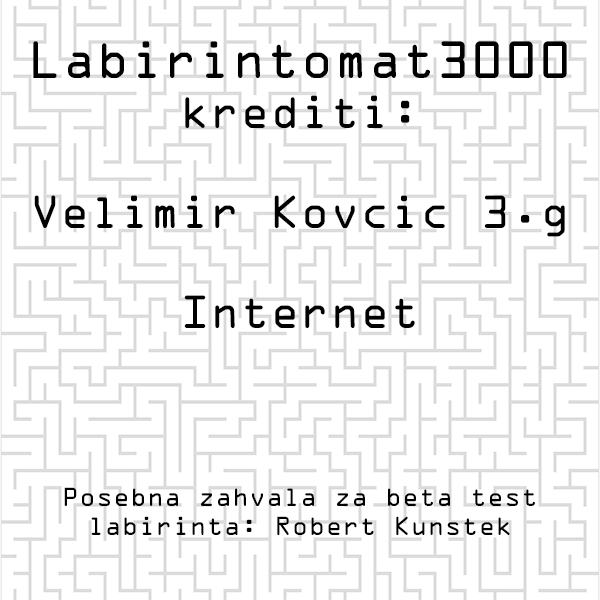 Labirintomat3000
krediti:
Velimir Kovcic 3.g
Internet
Posebna zahvala za beta test
labirinta: Robert Kunstek